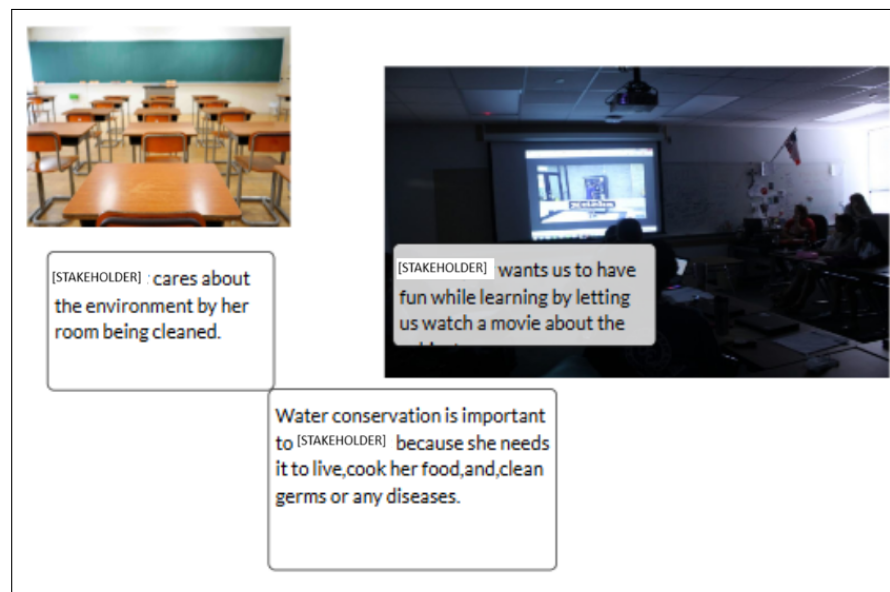 [STAKEHOLDER] cares about
the environment by her
room being cleaned.
[STAKEHOLDER] wants us to have
fun while learning by letting
us watch a movie about the
Water conservation is important
to [STAKEHOLDER] because she needs
it to live,cook her food,and,clean
germs or any diseases.